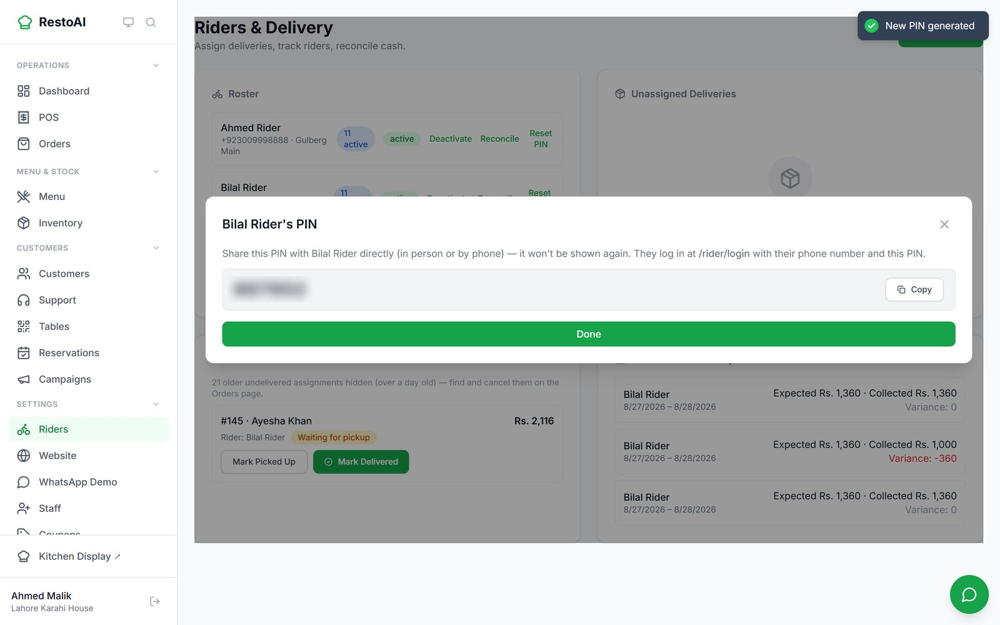 RestoAI
OPERATIONS
Dashboard
POS
Orders
MENU & STOCK
Menu
Inventory
CUSTOMERS
Customers
Support
Tables
Reservations
Campaigns
SETTINGS
Riders
Website
WhatsApp Demo
Staff
Coupons
Kitchen Display ↗
Ahmed Malik
Lahore Karahi House
Riders & Delivery
Assign deliveries, track riders, reconcile cash.
New PIN generated
Roster
Ahmed Rider
+923009998888 · Gulberg
Main
11
active
active
Deactivate
Reconcile
Reset
PIN
Bilal Rider
11
Reset
Unassigned Deliveries
Bilal Rider's PIN
Share this PIN with Bilal Rider directly (in person or by phone) — it won't be shown again. They log in at /rider/login with their phone number and this PIN.
Copy
Done
21 older undelivered assignments hidden (over a day old) — find and cancel them on the
Orders page.
#145 · Ayesha Khan
Rs. 2,116
Rider: Bilal Rider
Waiting for pickup
Mark Picked Up
Mark Delivered
Bilal Rider
Expected Rs. 1,360 · Collected Rs. 1,360
8/27/2026 – 8/28/2026
Variance: 0
Bilal Rider
Expected Rs. 1,360 · Collected Rs. 1,000
8/27/2026 – 8/28/2026
Variance: -360
Bilal Rider
Expected Rs. 1,360 · Collected Rs. 1,360
8/27/2026 – 8/28/2026
Variance: 0